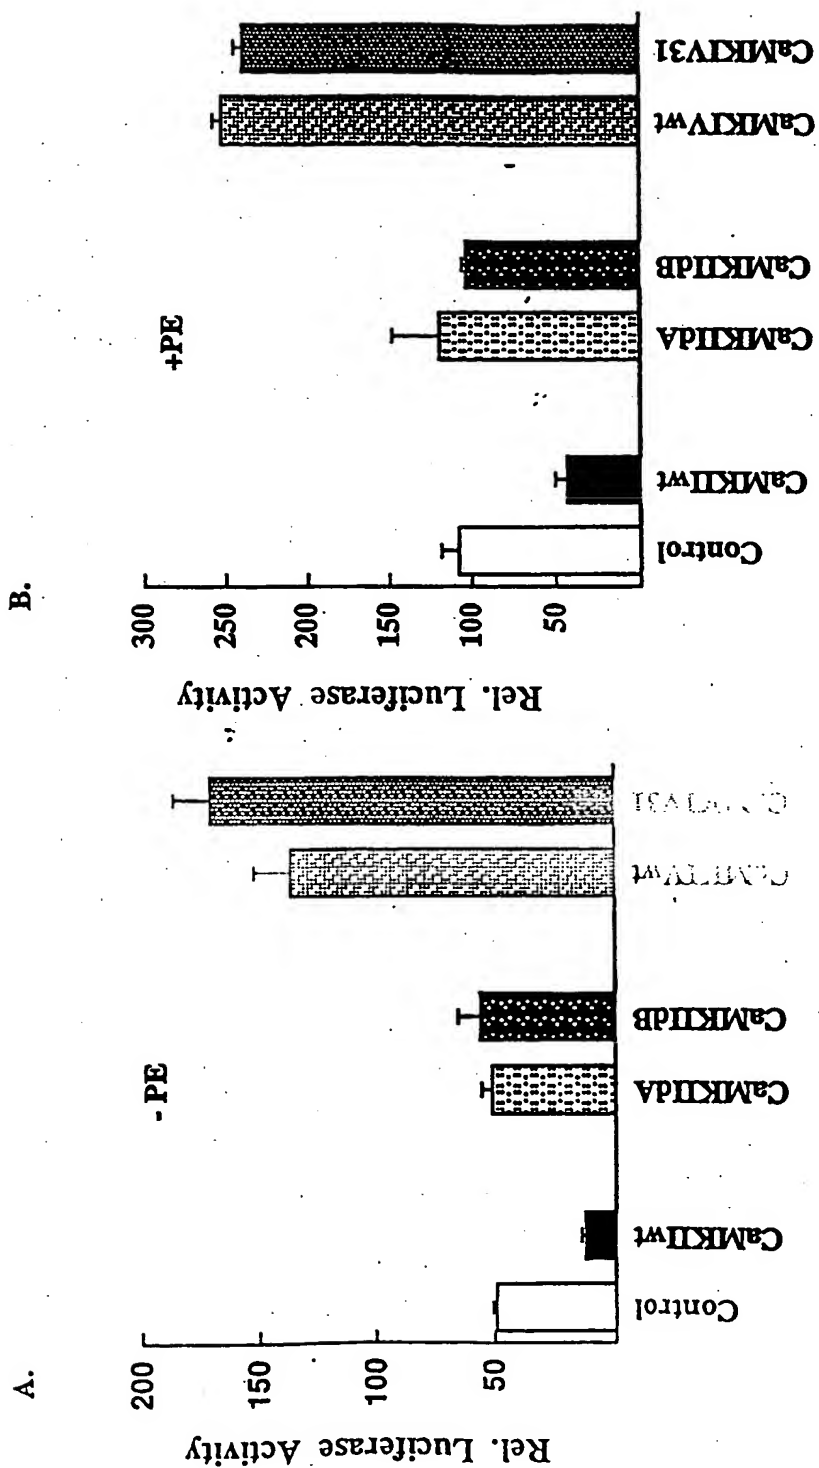 A.
- PE
Rel. Luciferase Activity
200
150
100
50
Control
CaMKIIwt
CaMKIIdA
CaMKIIdB
CaMKIVwt
B.
+PE
Rel. Luciferase Activity
300
250
200
150
100
50
Control
CaMKIIwt
CaMKIIdA
CaMKIIdB
CaMKIVwt
CaMKIV31